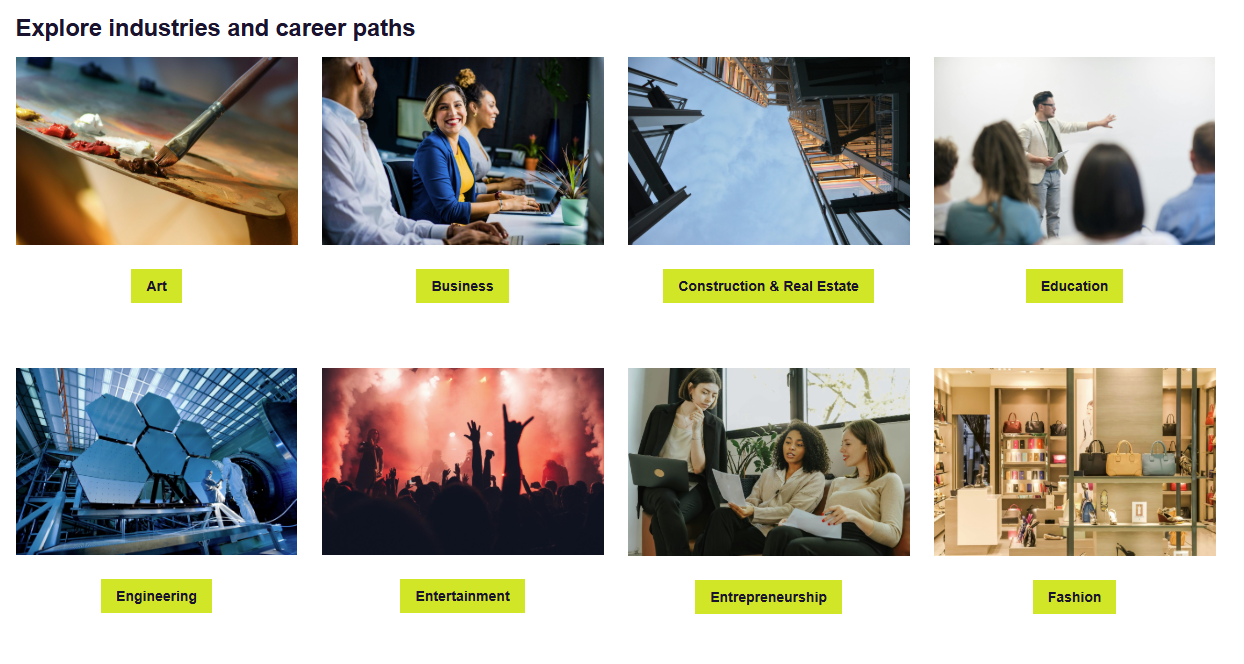 Explore industries and career paths
Art
Business
Construction & Real Estate
Education
Engineering
Entertainment
Entrepreneurship
Fashion